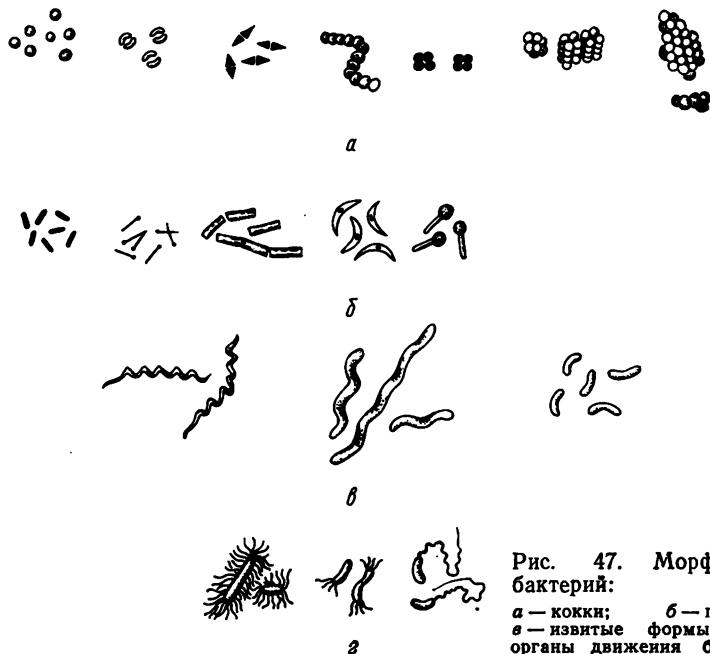 а
б
в
г
Рис. 47. Морф
бактерий:
а — кокки; б — п
в — извитые формы
органы движения б